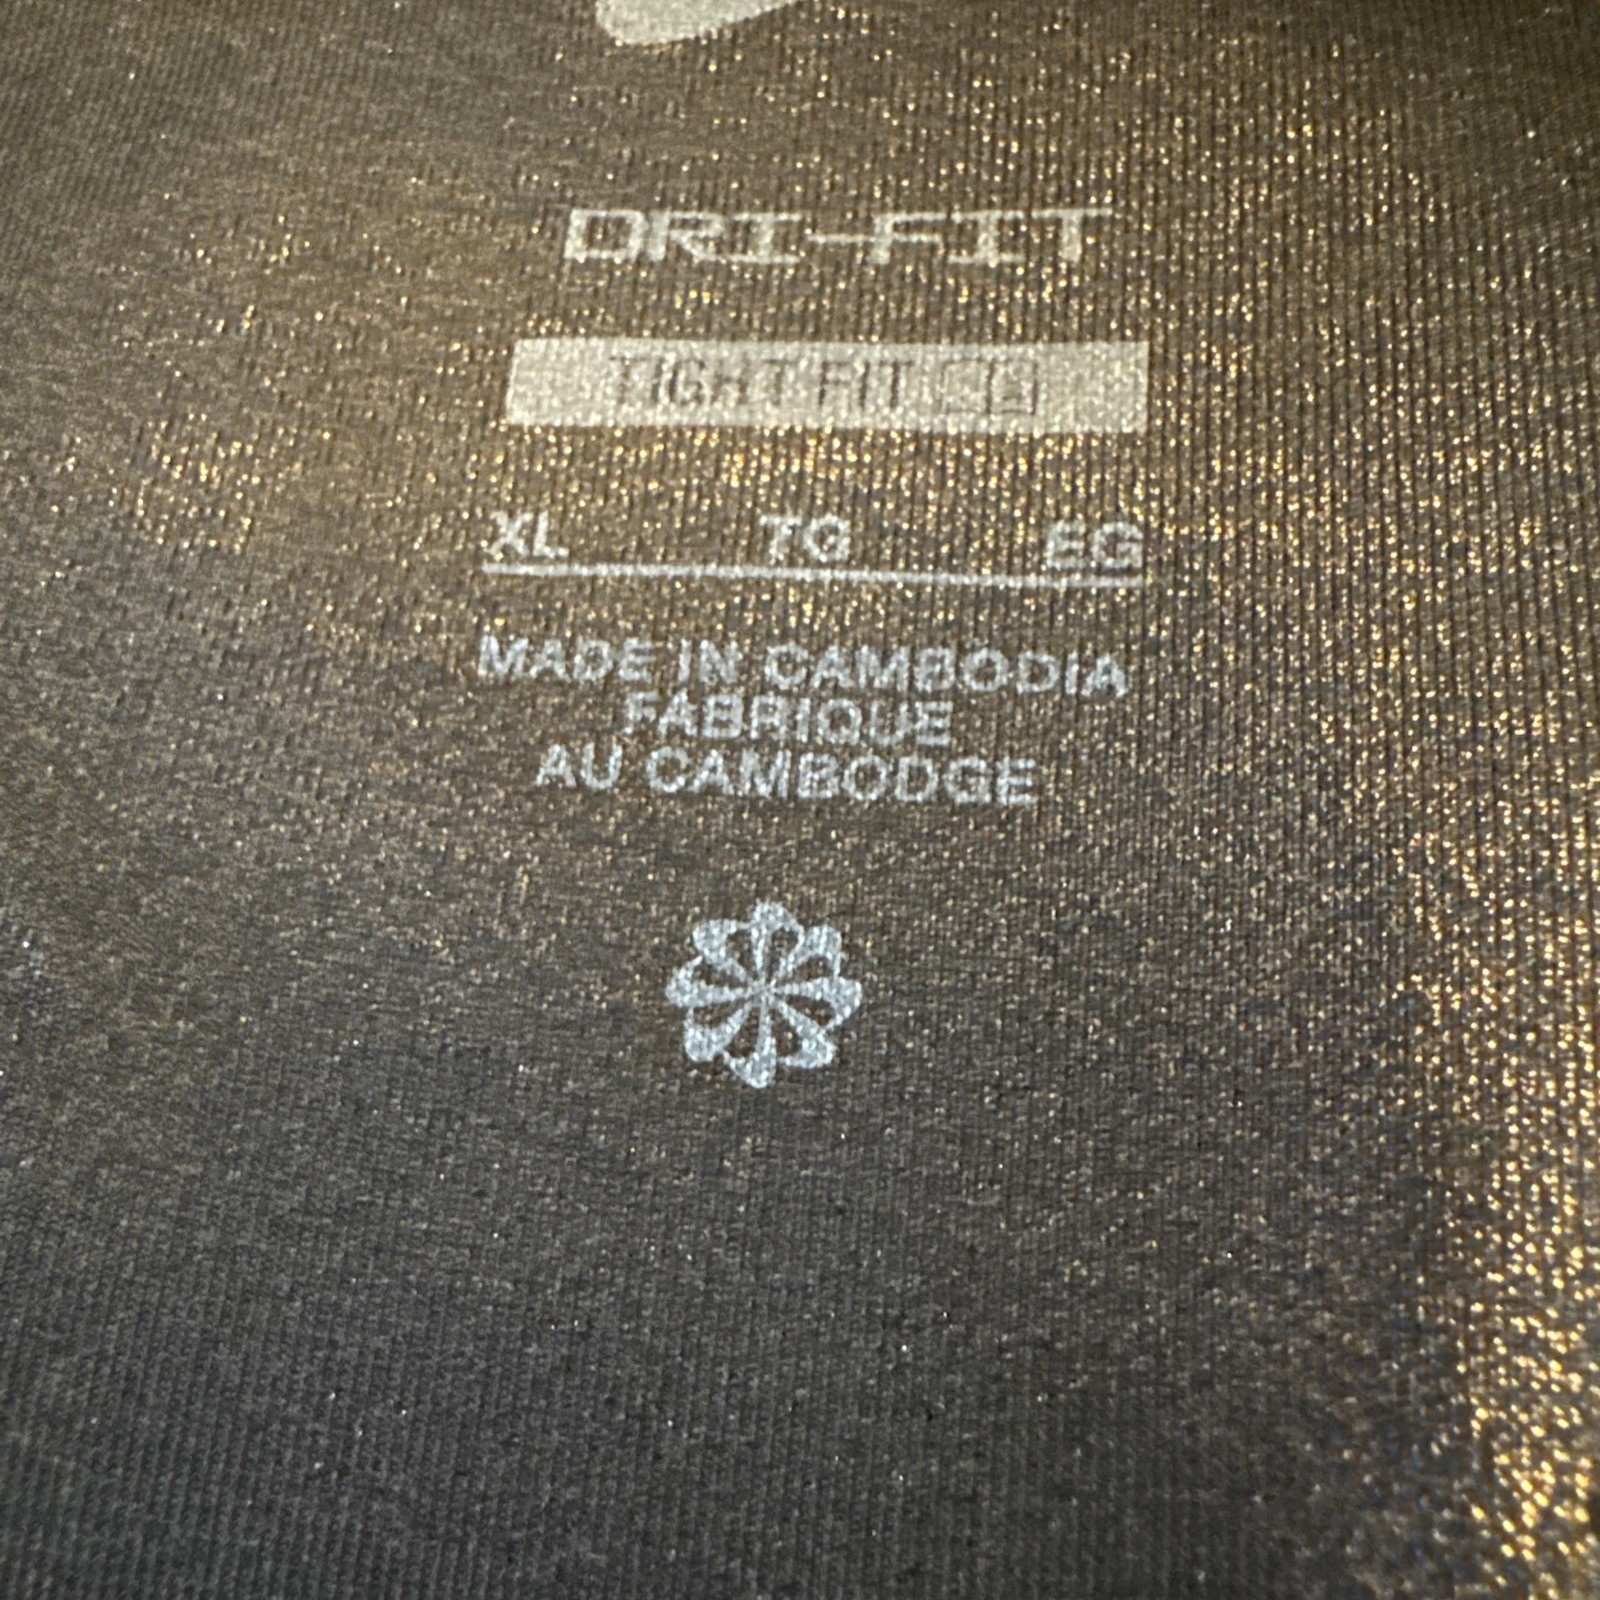 DRI-FIT
TIGHT FIT
XL TG EG
MADE IN CAMBODIA
FABRIQUE
AU CAMBODGE